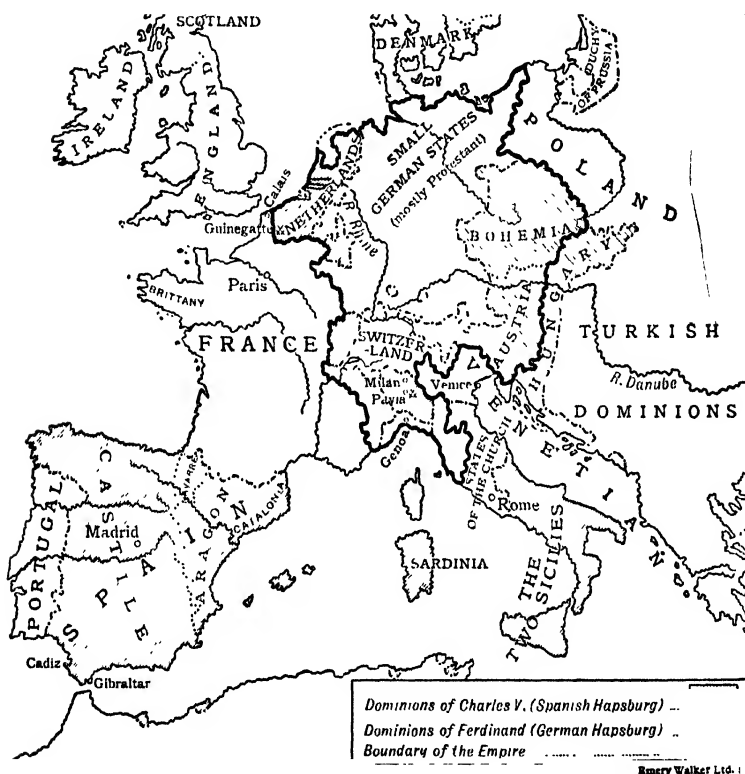 SCOTLAND
DENMARK
DUCHY
OF PRUSSIA
IRELAND
ENGLAND
SMALL
GERMAN STATES
(mostly Protestant)
POLAND
Calais
NETHERLANDS
R. Rhine
Guinegatte
BOHEMIA
Paris
BRITTANY
HUNGARY
AUSTRIA
FRANCE
SWITZER
-LAND
TURKISH
R. Danube
DOMINIONS
Milan
Pavia
Venice
VENETIAN
Genoa
STATES
OF THE CHURCH
Rome
NAVARRE
CASTILE
ARAGON
CATALONIA
PORTUGAL
Madrid
SPAIN
SARDINIA
THE
TWO SICILIES
Cadiz
Gibraltar
Dominions of Charles V. (Spanish Hapsburg) ...
Dominions of Ferdinand (German Hapsburg) ..
Boundary of the Empire
Emery Walker Ltd.